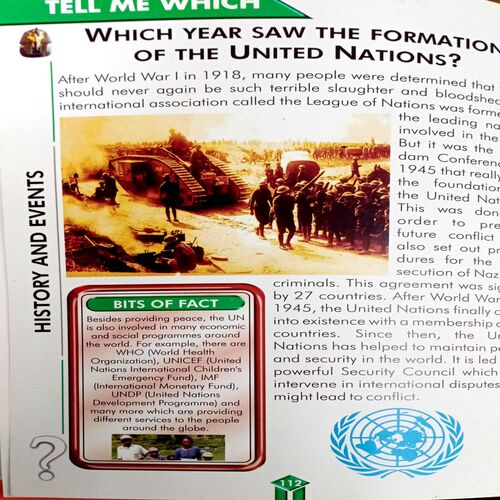 TELL ME WHICH
WHICH YEAR SAW THE FORMATION
OF THE UNITED NATIONS?
After World War I in 1918, many people were determined that
should never again be such terrible slaughter and bloodshed
international association called the League of Nations was forme
the leading na
involved in the
But it was the
dam Conferen
1945 that really
the foundation
the United Nat
This was don
order to pre
future conflict
also set out pro
dures for the
secution of Naz
criminals. This agreement was sig
by 27 countries. After World War
1945, the United Nations finally c
into existence with a membership o
countries. Since then, the Un
Nations has helped to maintain pe
and security in the world. It is led
powerful Security Council which
intervene in international disputes
might lead to conflict.
HISTORY AND EVENTS
BITS OF FACT
Besides providing peace, the UN
is also involved in many economic
and social programmes around
the world. For example, there are
WHO (World Health
Organization), UNICEF (United
Nations International Children's
Emergency Fund), IMF
(International Monetary Fund),
UNDP (United Nations
Development Programme) and
many more which are providing
different services to the people
around the globe.
112